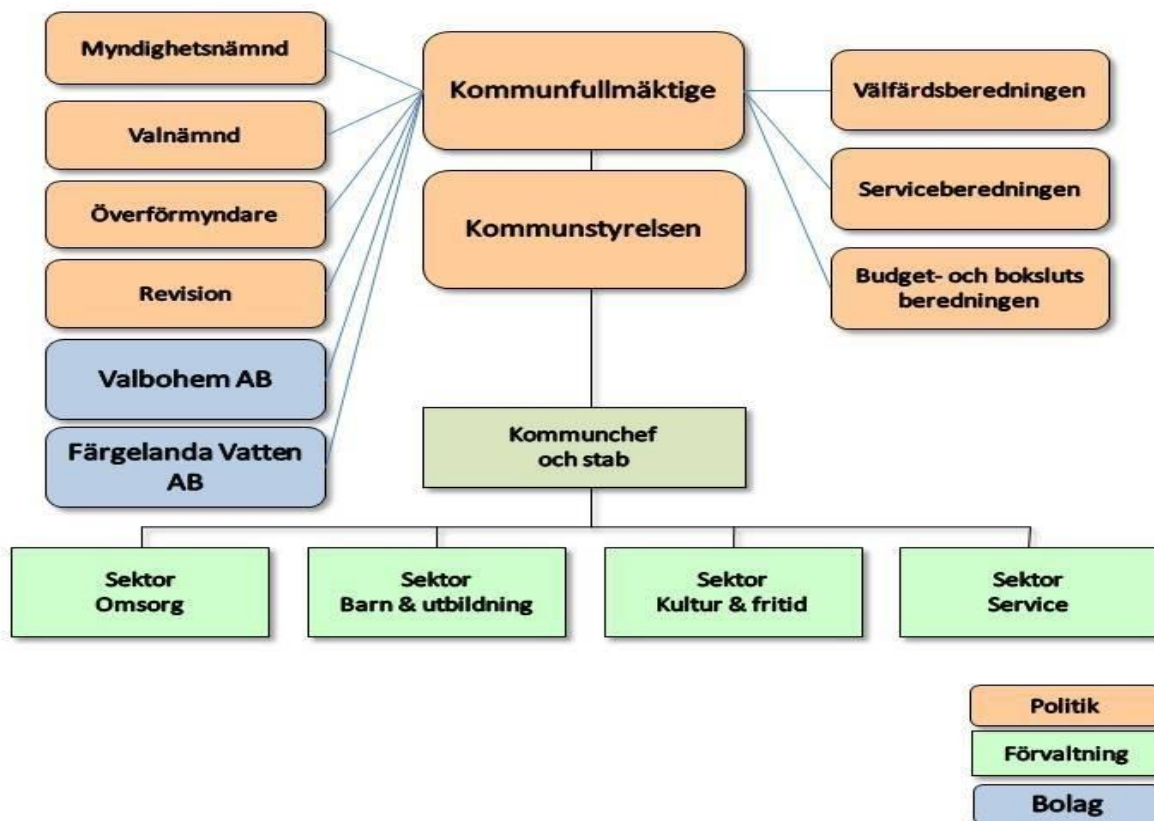 Myndighetsnämnd
Valnämnd
Överförmyndare
Revision
Valbohem AB
Färgelanda Vatten
AB
Kommunfullmäktige
Kommunstyrelsen
Välfärdsberedningen
Serviceberedningen
Budget- och boksluts
beredningen
Kommunchef
och stab
Sektor
Omsorg
Sektor
Barn & utbildning
Sektor
Kultur & fritid
Sektor
Service
Politik
Förvaltning
Bolag